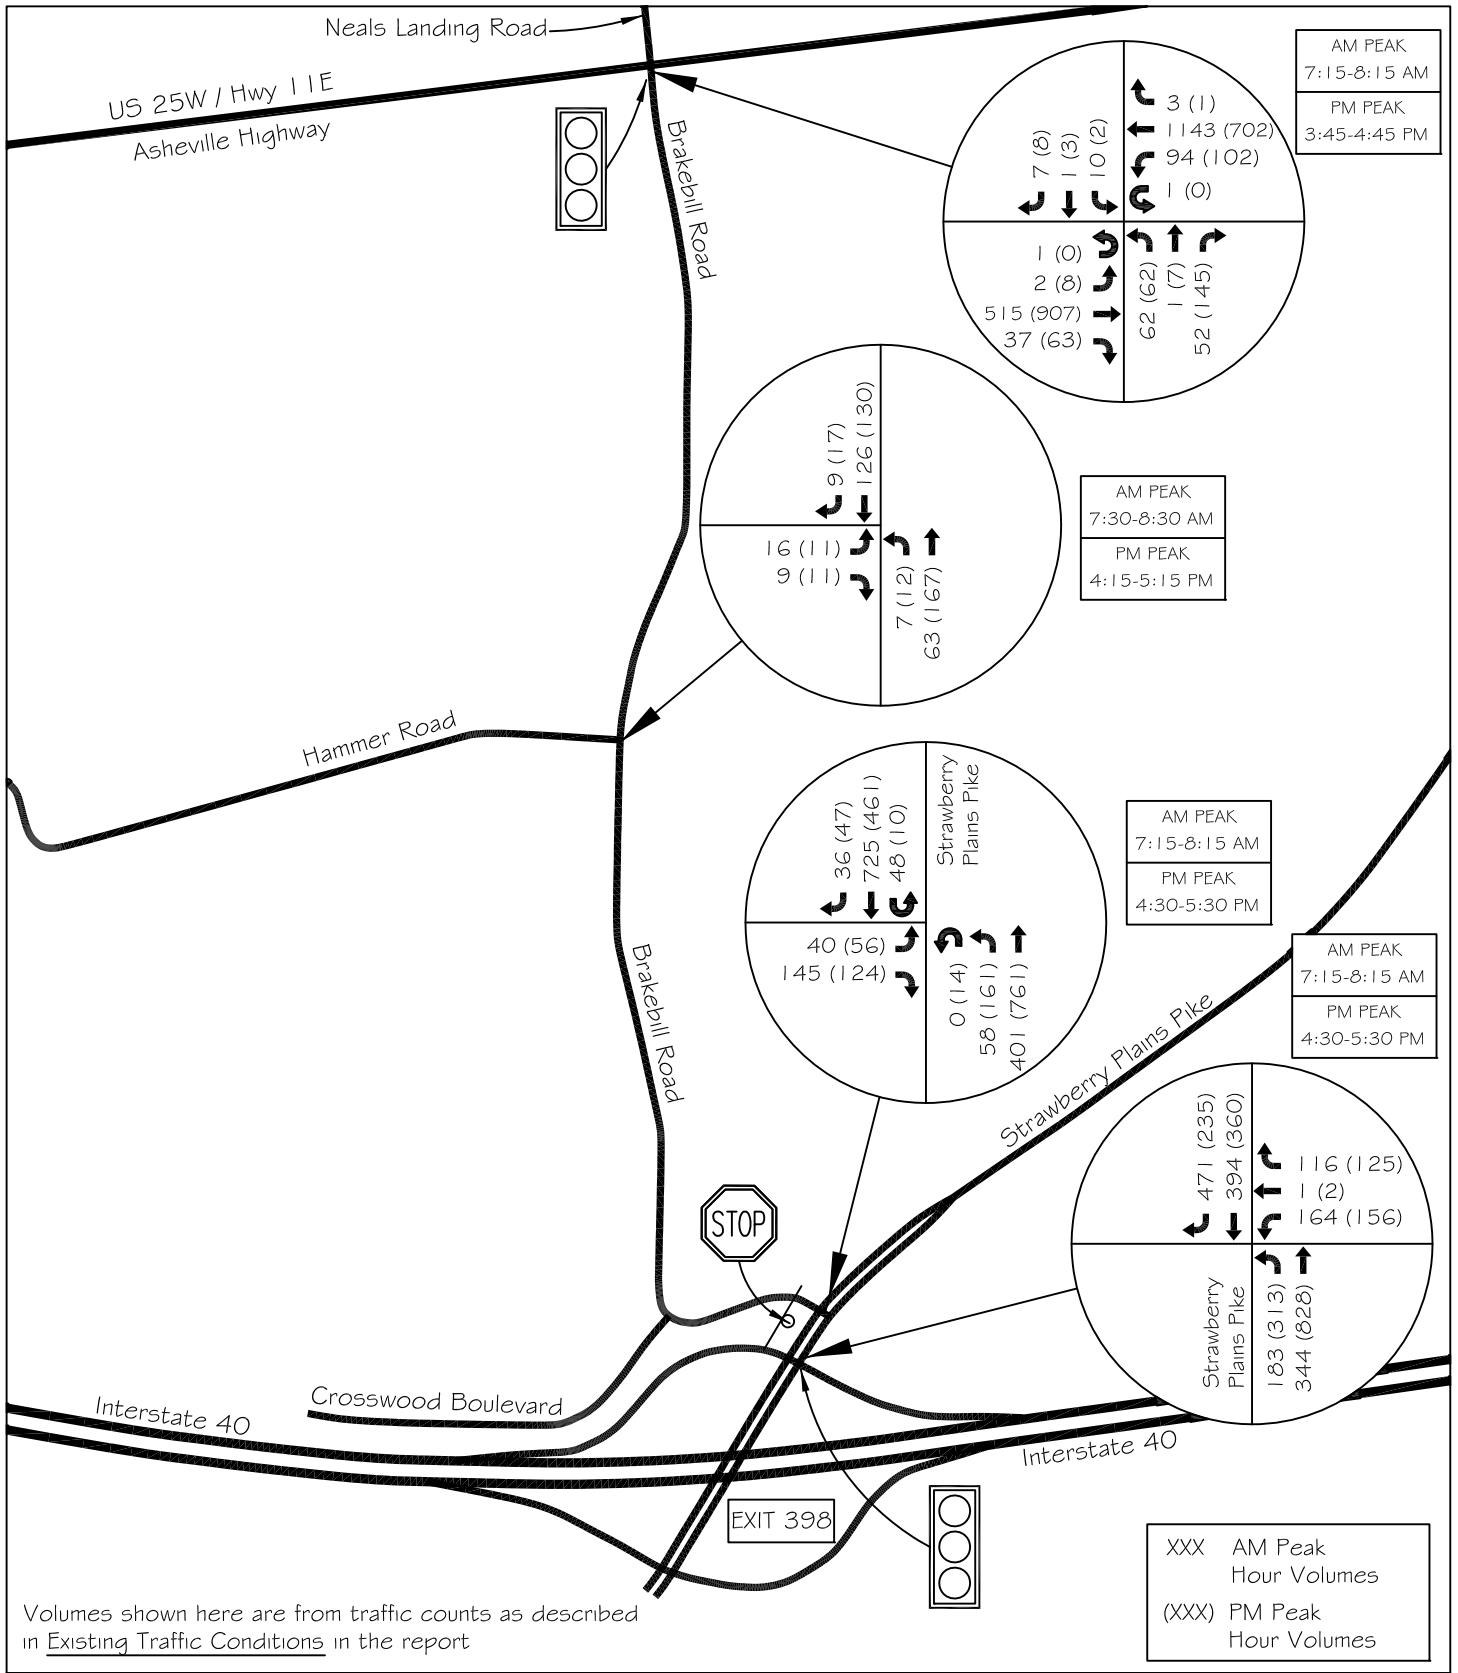 Neals Landing Road
US 25W / Hwy 11E
Asheville Highway
Brakebill Road
AM PEAK
7:15-8:15 AM
PM PEAK
3:45-4:45 PM
3 (1)
1143 (702)
94 (102)
1 (0)
7 (8)
1 (3)
10 (2)
1 (0)
2 (8)
515 (907)
37 (63)
62 (62)
1 (7)
52 (145)
9 (17)
126 (130)
16 (11)
9 (11)
7 (12)
63 (167)
AM PEAK
7:30-8:30 AM
PM PEAK
4:15-5:15 PM
Hammer Road
36 (47)
725 (461)
48 (10)
Strawberry
Plains Pike
40 (56)
145 (124)
0 (14)
58 (161)
401 (761)
AM PEAK
7:15-8:15 AM
PM PEAK
4:30-5:30 PM
AM PEAK
7:15-8:15 AM
PM PEAK
4:30-5:30 PM
Brakebill Road
Strawberry Plains Pike
471 (235)
394 (360)
116 (125)
1 (2)
164 (156)
Strawberry
Plains Pike
183 (313)
344 (828)
STOP
Crosswood Boulevard
Interstate 40
Interstate 40
EXIT 398
XXX AM Peak
Hour Volumes
(XXX) PM Peak
Hour Volumes
Volumes shown here are from traffic counts as described
in Existing Traffic Conditions in the report